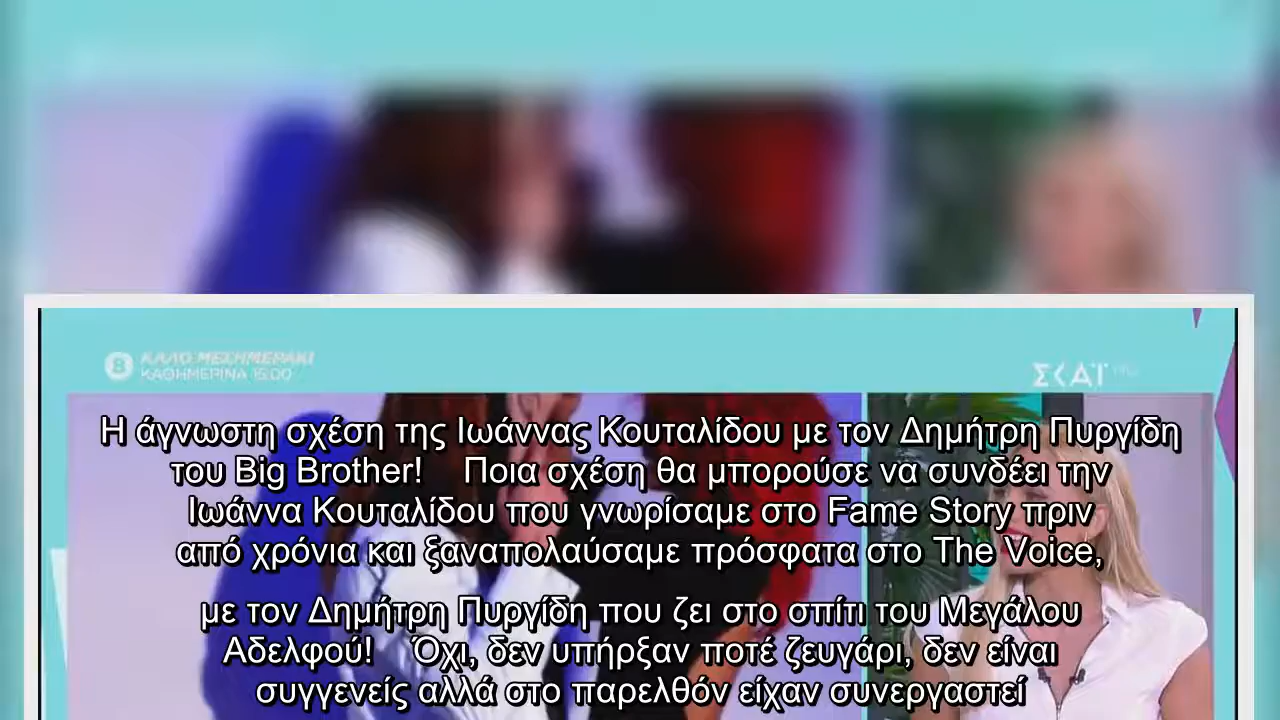 ΚΑΛΟ ΜΕΣΗΜΕΡΑΚΙ
ΚΑΘΗΜΕΡΙΝΑ 15:00
ΣΚΑΪ
Η άγνωστη σχέση της Ιωάννας Κουταλίδου με τον Δημήτρη Πυργίδη
του Big Brother! Ποια σχέση θα μπορούσε να συνδέει την
Ιωάννα Κουταλίδου που γνωρίσαμε στο Fame Story πριν
από χρόνια και ξαναπολαύσαμε πρόσφατα στο The Voice,
με τον Δημήτρη Πυργίδη που ζει στο σπίτι του Μεγάλου
Αδελφού! Όχι, δεν υπήρξαν ποτέ ζευγάρι, δεν είναι
συγγενείς αλλά στο παρελθόν είχαν συνεργαστεί